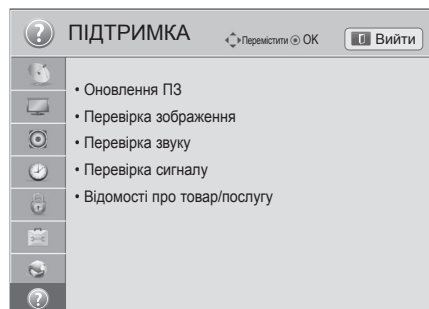 ПІДТРИМКА
Перемістити OK
Вийти
• Оновлення ПЗ
• Перевірка зображення
• Перевірка звуку
• Перевірка сигналу
• Відомості про товар/послугу